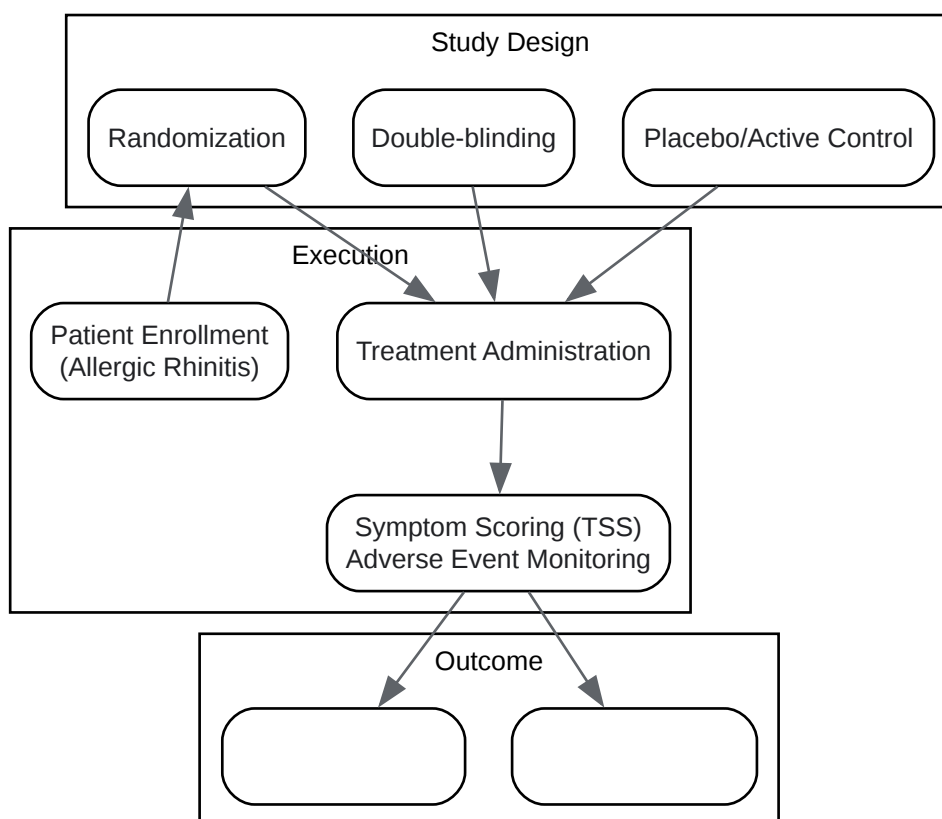 Study Design
Randomization
Double-blinding
Placebo/Active Control
Execution
Patient Enrollment
(Allergic Rhinitis)
Treatment Administration
Symptom Scoring (TSS)
Adverse Event Monitoring
Outcome